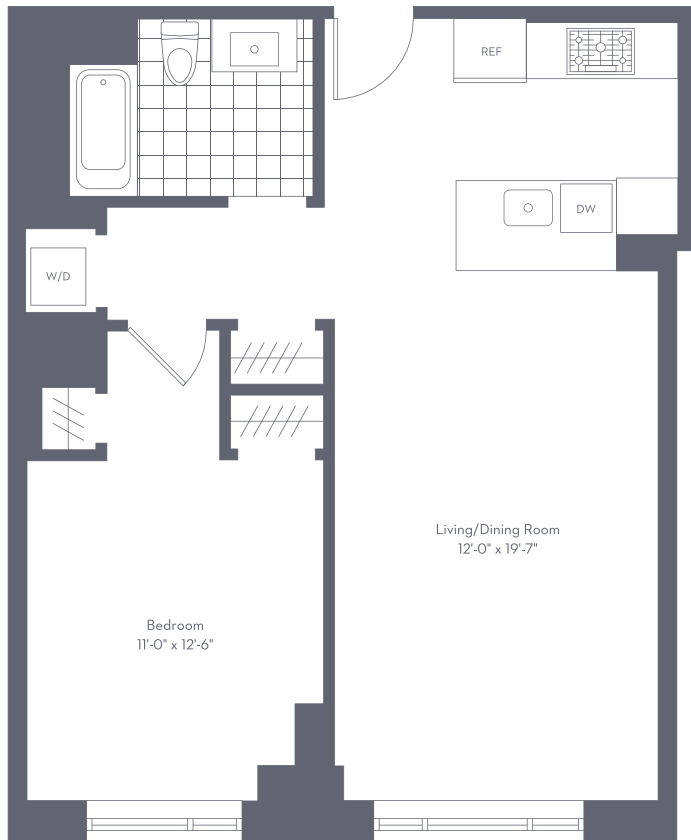 REF
DW
W/D
Living/Dining Room
12'-0" x 19'-7"
Bedroom
11'-0" x 12'-6"